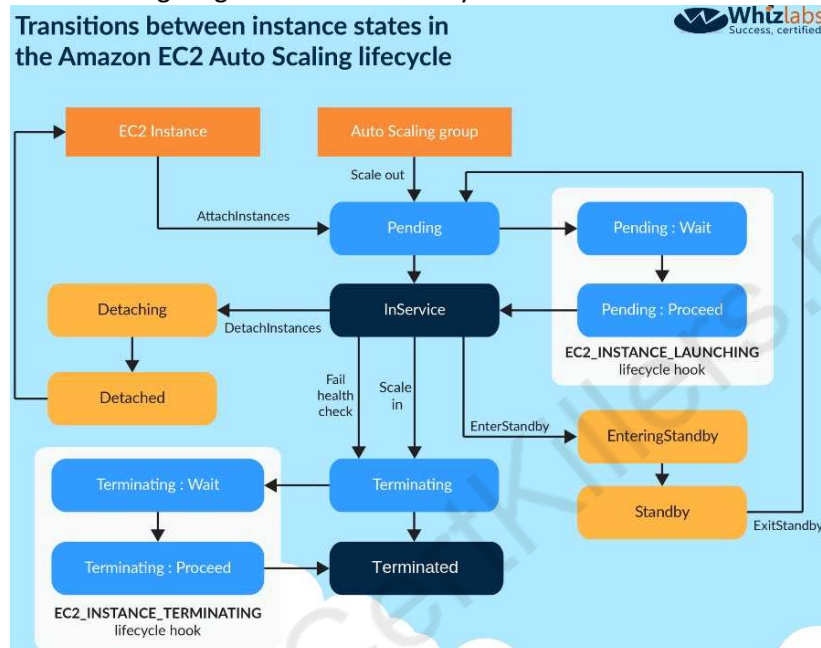 Transitions between instance states in
the Amazon EC2 Auto Scaling lifecycle
Whizlabs
Success, certified
EC2 Instance
Auto Scaling group
Scale out
AttachInstances
Pending
Pending : Wait
Detaching
DetachInstances
InService
Pending : Proceed
EC2_INSTANCE_LAUNCHING
lifecycle hook
Detached
Fail
health
check
Scale
in
EnterStandby
EnteringStandby
Terminating : Wait
Terminating
Standby
ExitStandby
Terminating : Proceed
Terminated
EC2_INSTANCE_TERMINATING
lifecycle hook